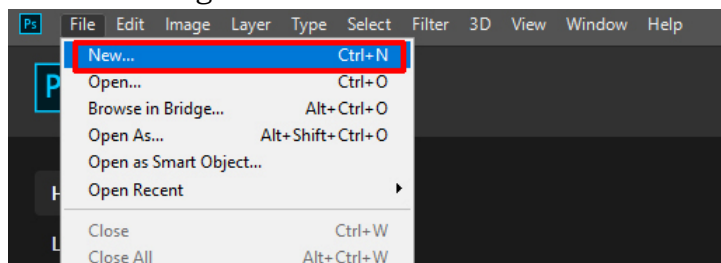 Ps File Edit Image Layer Type Select Filter 3D View Window Help
New... Ctrl+N
Open... Ctrl+O
Browse in Bridge... Alt+Ctrl+O
Open As... Alt+Shift+Ctrl+O
Open as Smart Object...
Open Recent
Close Ctrl+W
Close All Alt+Ctrl+W